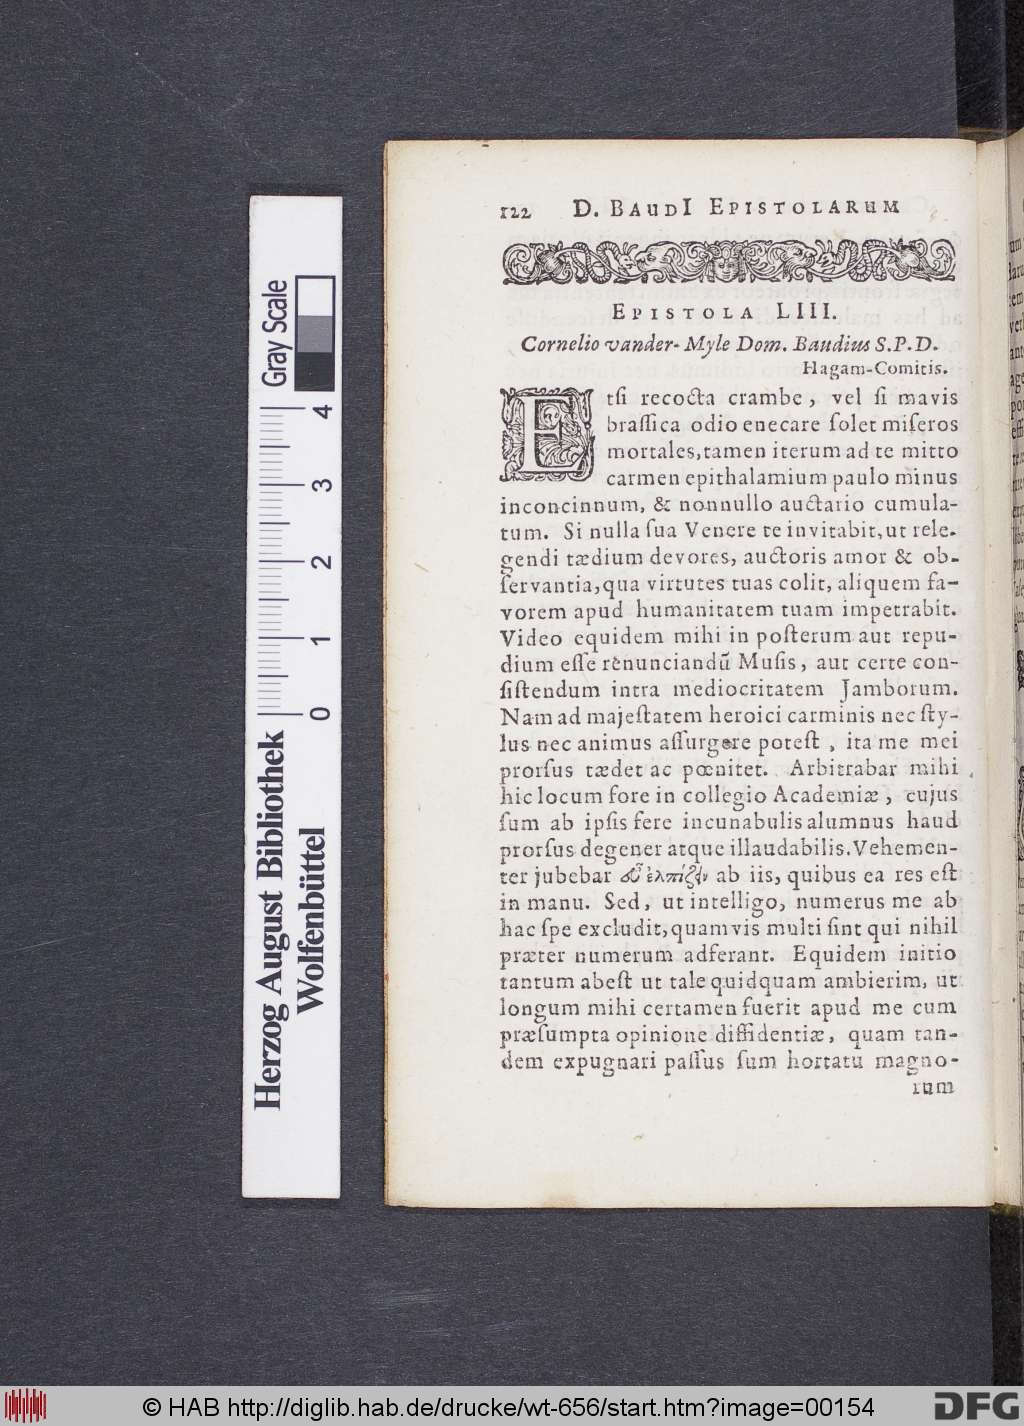 122 D. BAUDI EPISTOLARUM
EPISTOLA LIII.
Cornelio vander-Myle Dom. Baudius S.P.D.
Hagam-Comitis.
Etſi recocta crambe, vel ſi mavis
braſſica odio enecare ſolet miſeros
mortales, tamen iterum ad te mitto
carmen epithalamium paulo minus
inconcinnum, & nonnullo auctario cumula-
tum. Si nulla ſua Venere te invitabit, ut rele-
gendi tædium devores, auctoris amor & ob-
ſervantia, qua virtutes tuas colit, aliquem fa-
vorem apud humanitatem tuam impetrabit.
Video equidem mihi in poſterum aut repu-
dium eſſe renunciandũ Muſis, aut certe con-
ſiſtendum intra mediocritatem Jamborum.
Nam ad majeſtatem heroici carminis nec ſty-
lus nec animus aſſurgere poteſt, ita me mei
prorſus tædet ac pœnitet. Arbitrabar mihi
hic locum fore in collegio Academiæ, cujus
ſum ab ipſis fere incunabulis alumnus haud
prorſus degener atque illaudabilis. Vehemen-
ter jubebar εὖ ἐλπίζειν ab iis, quibus ea res eſt
in manu. Sed, ut intelligo, numerus me ab
hac ſpe excludit, quamvis multi ſint qui nihil
præter numerum adferant. Equidem initio
tantum abeſt ut tale quidquam ambierim, ut
longum mihi certamen fuerit apud me cum
præſumpta opinione diffidentiæ, quam tan-
dem expugnari paſſus ſum hortatu magno-
rum
Gray Scale
4
3
2
1
0
Herzog August Bibliothek
Wolfenbüttel
© HAB http://diglib.hab.de/drucke/wt-656/start.htm?image=00154
DFG